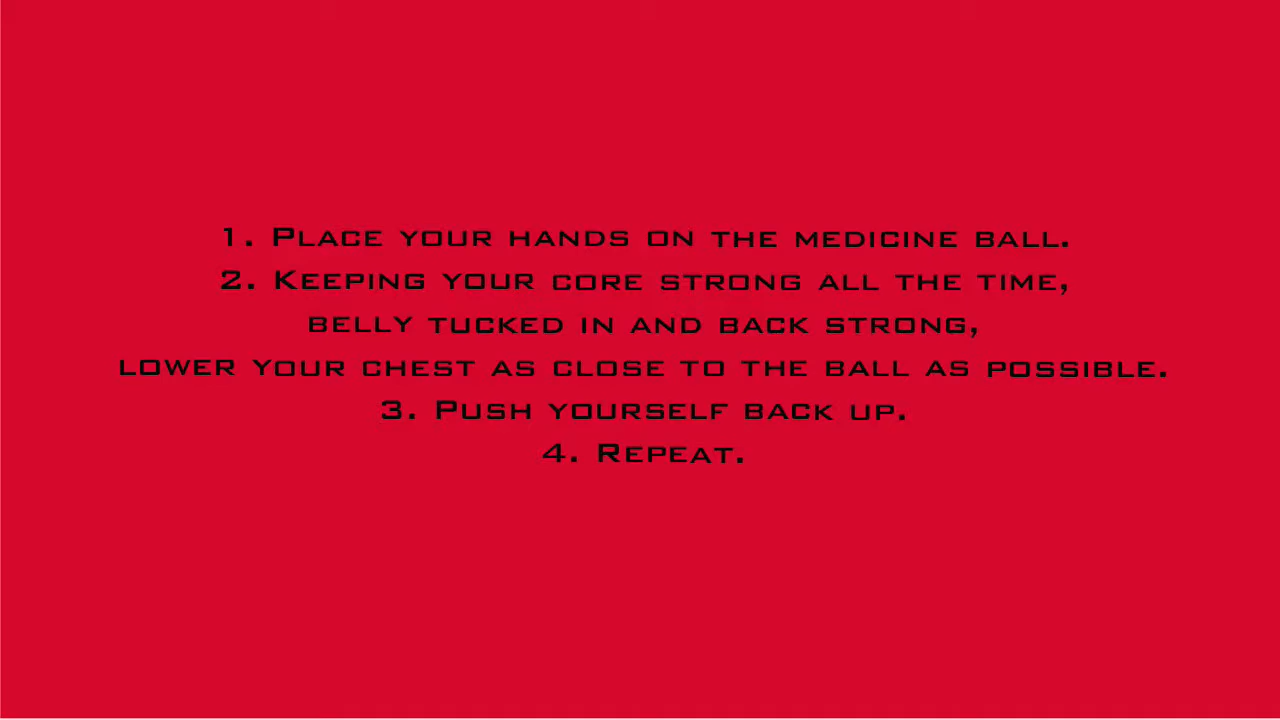 1. Place your hands on the medicine ball.
2. Keeping your core strong all the time,
belly tucked in and back strong,
lower your chest as close to the ball as possible.
3. Push yourself back up.
4. Repeat.